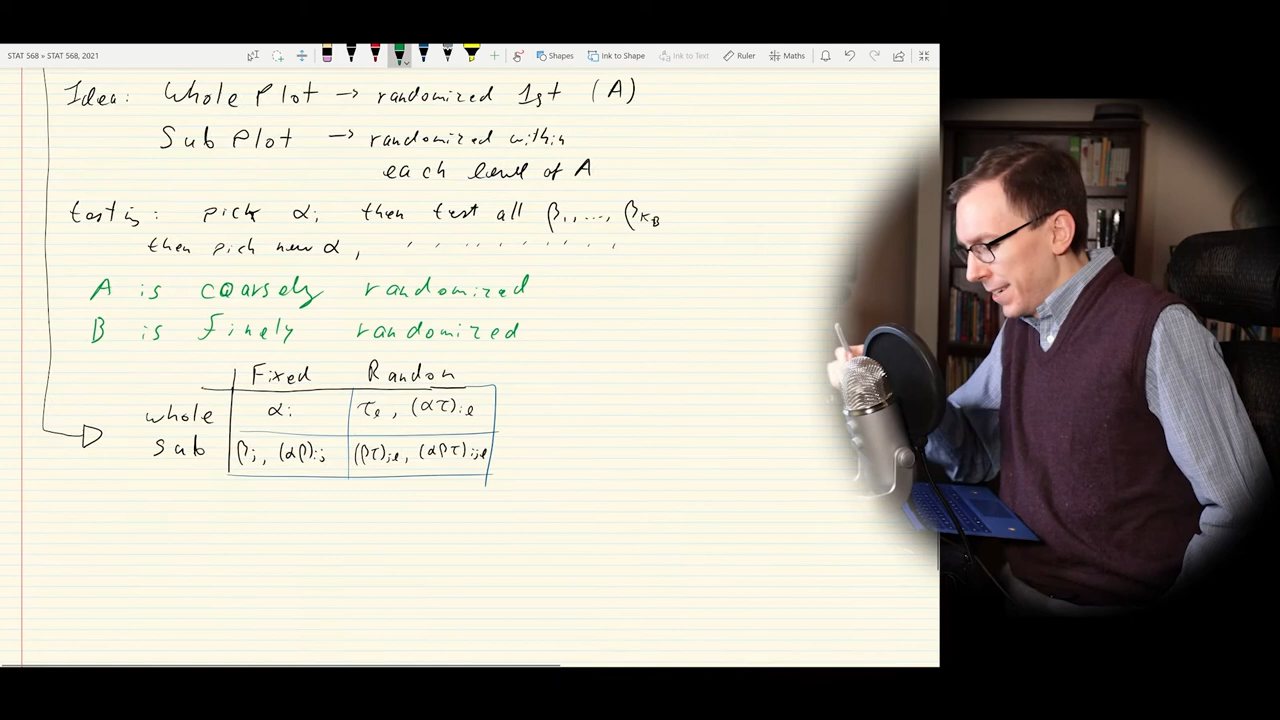 STAT 568 » STAT 568, 2021
Shapes Ink to Shape Ink to Text Ruler Maths
Idea: Whole Plot → randomized 1st (A)
Sub Plot → randomized within
each level of A
testing: pick αi then test all β1,..., βKB
then pick new α, . . . . . . . . . .
A is coarsely randomized
B is finely randomized
Fixed Random
whole αi τℓ, (ατ)iℓ
sub βj, (αβ)ij (βτ)jℓ, (αβτ)ijℓ